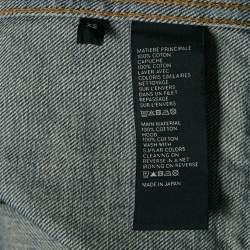 MATIERE PRINCIPALE
100% COTON
CAPUCHE
100% COTON
LAVER AVEC
COLORIS SIMILAIRES
NETTOYAGE
SUR L'ENVERS
DANS UN FILET
REPASSAGE
SUR L'ENVERS
MAIN MATERIAL
100% COTTON
HOOD
100% COTTON
WASH WITH
SIMILAR COLORS
CLEANING ON
REVERSE IN A NET
IRONING ON REVERSE
MADE IN JAPAN